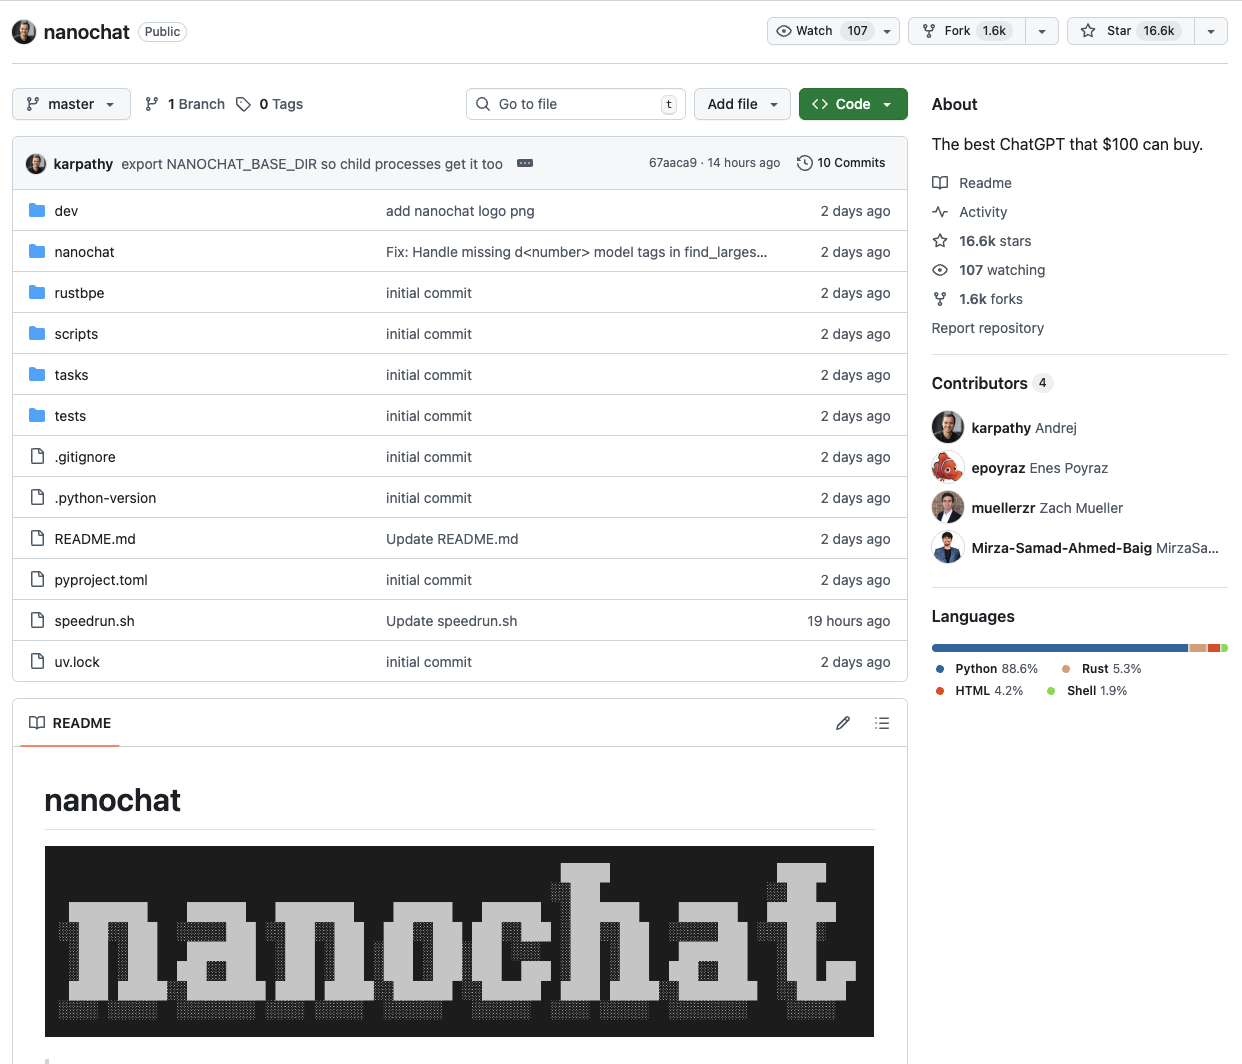 nanochat Public Watch 107 Fork 1.6k Star 16.6k
master 1 Branch 0 Tags Go to file t Add file Code
karpathy export NANOCHAT_BASE_DIR so child processes get it too 67aaca9 · 14 hours ago 10 Commits
dev add nanochat logo png 2 days ago
nanochat Fix: Handle missing d<number> model tags in find_larges... 2 days ago
rustbpe initial commit 2 days ago
scripts initial commit 2 days ago
tasks initial commit 2 days ago
tests initial commit 2 days ago
.gitignore initial commit 2 days ago
.python-version initial commit 2 days ago
README.md Update README.md 2 days ago
pyproject.toml initial commit 2 days ago
speedrun.sh Update speedrun.sh 19 hours ago
uv.lock initial commit 2 days ago
README
nanochat
nanochat
About
The best ChatGPT that $100 can buy.
Readme
Activity
16.6k stars
107 watching
1.6k forks
Report repository
Contributors 4
karpathy Andrej
epoyraz Enes Poyraz
muellerzr Zach Mueller
Mirza-Samad-Ahmed-Baig MirzaSa...
Languages
Python 88.6% Rust 5.3%
HTML 4.2% Shell 1.9%